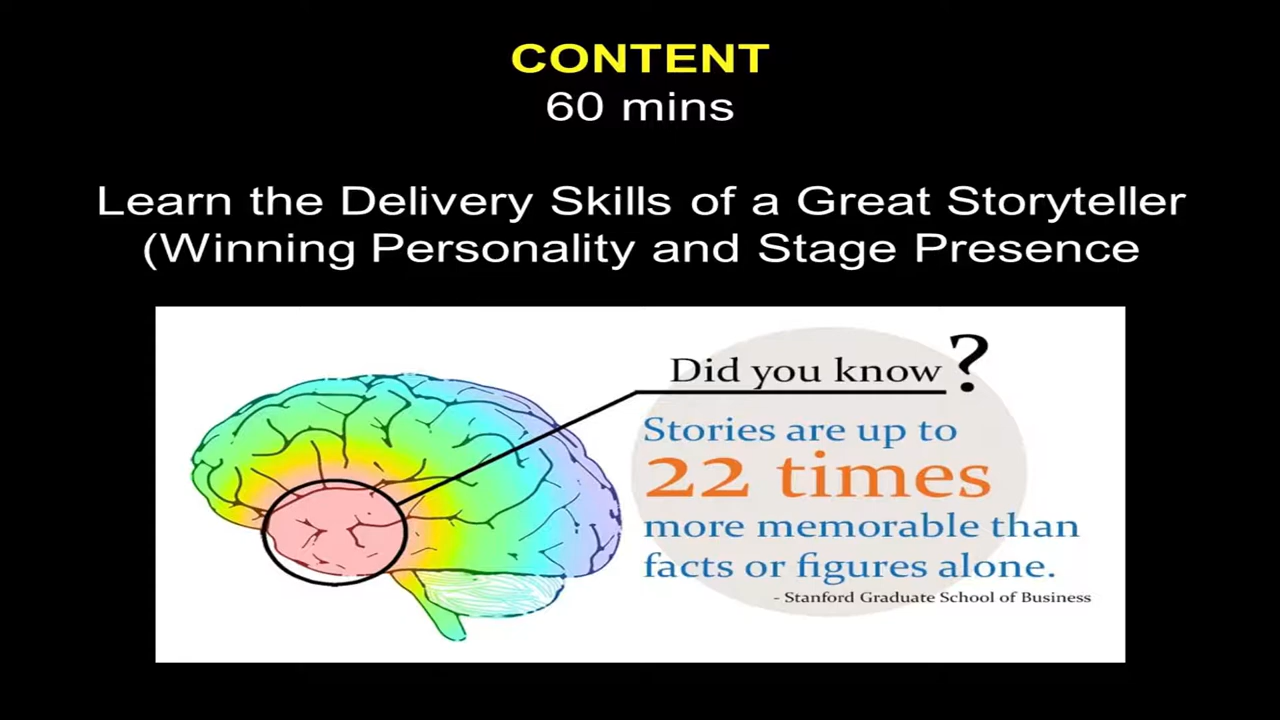 CONTENT
60 mins
Learn the Delivery Skills of a Great Storyteller
(Winning Personality and Stage Presence
Did you know ?
Stories are up to
22 times
more memorable than
facts or figures alone.
- Stanford Graduate School of Business